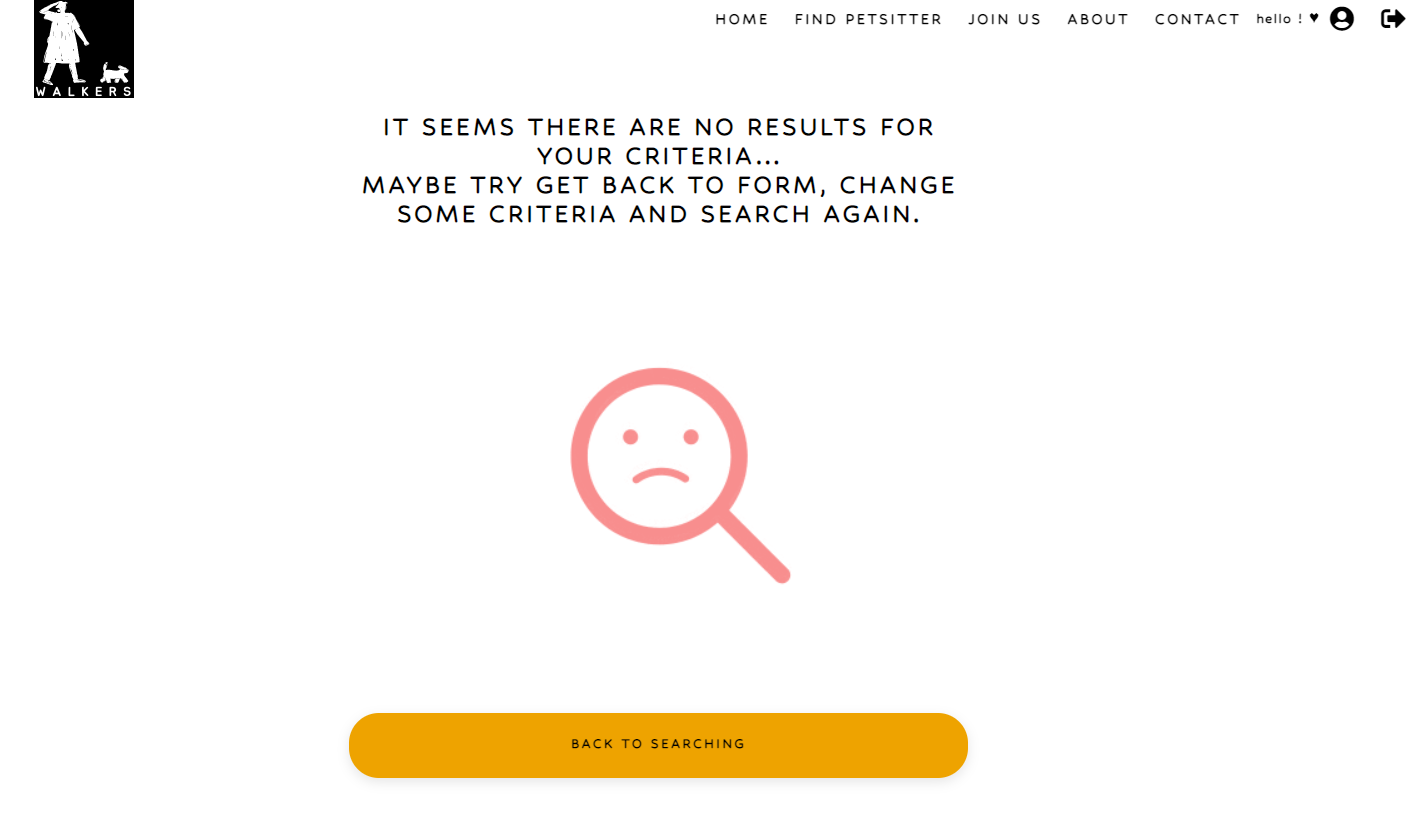 WALKERS
HOME FIND PETSITTER JOIN US ABOUT CONTACT hello ! ♥
IT SEEMS THERE ARE NO RESULTS FOR
YOUR CRITERIA...
MAYBE TRY GET BACK TO FORM, CHANGE
SOME CRITERIA AND SEARCH AGAIN.
BACK TO SEARCHING